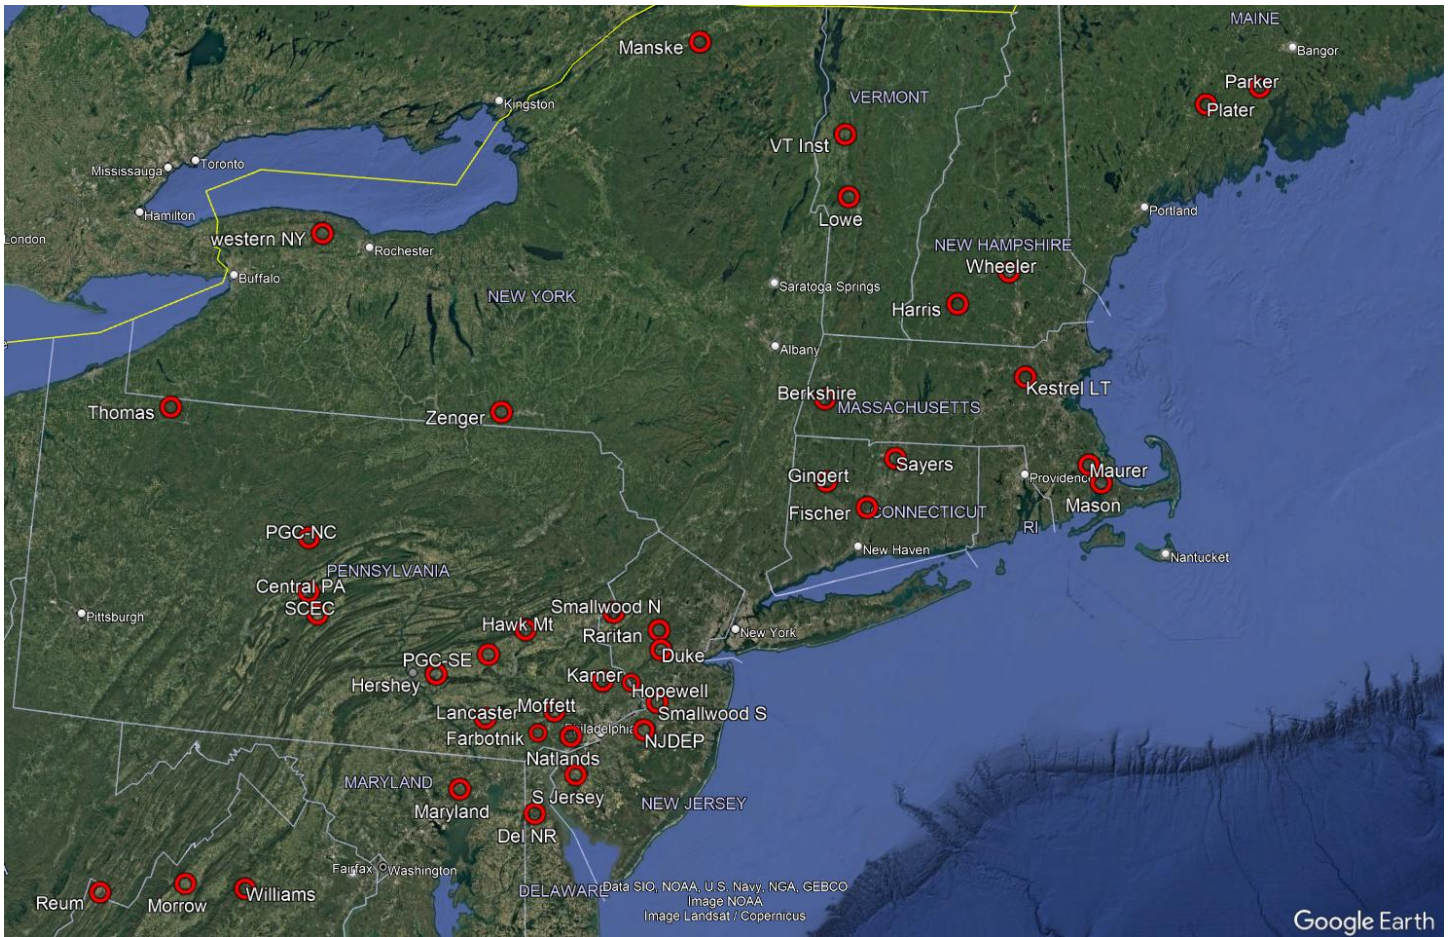 MAINE
Manske
Bangor
Parker
Plater
Kingston
VERMONT
VT Inst
Toronto
Mississauga
Hamilton
Lowe
Portland
London
western NY
Rochester
NEW HAMPSHIRE
Wheeler
Buffalo
Saratoga Springs
NEW YORK
Harris
Albany
Kestrel LT
Berkshire
MASSACHUSETTS
Thomas
Zenger
Sayers
Maurer
Gingert
Providence
Mason
Fischer
CONNECTICUT
RI
PGC-NC
New Haven
Nantucket
PENNSYLVANIA
Central PA
SCEC
Smallwood N
Pittsburgh
Hawk Mt
Raritan
New York
Duke
PGC-SE
Karner
Hershey
Hopewell
Lancaster
Moffett
Smallwood S
Farbotnik
Philadelphia
NJDEP
Natlands
MARYLAND
S Jersey
NEW JERSEY
Maryland
Del NR
Fairfax
Washington
DELAWARE
Reum
Morrow
Williams
Data SIO, NOAA, U.S. Navy, NGA, GEBCO
Image NOAA
Image Landsat / Copernicus
Google Earth